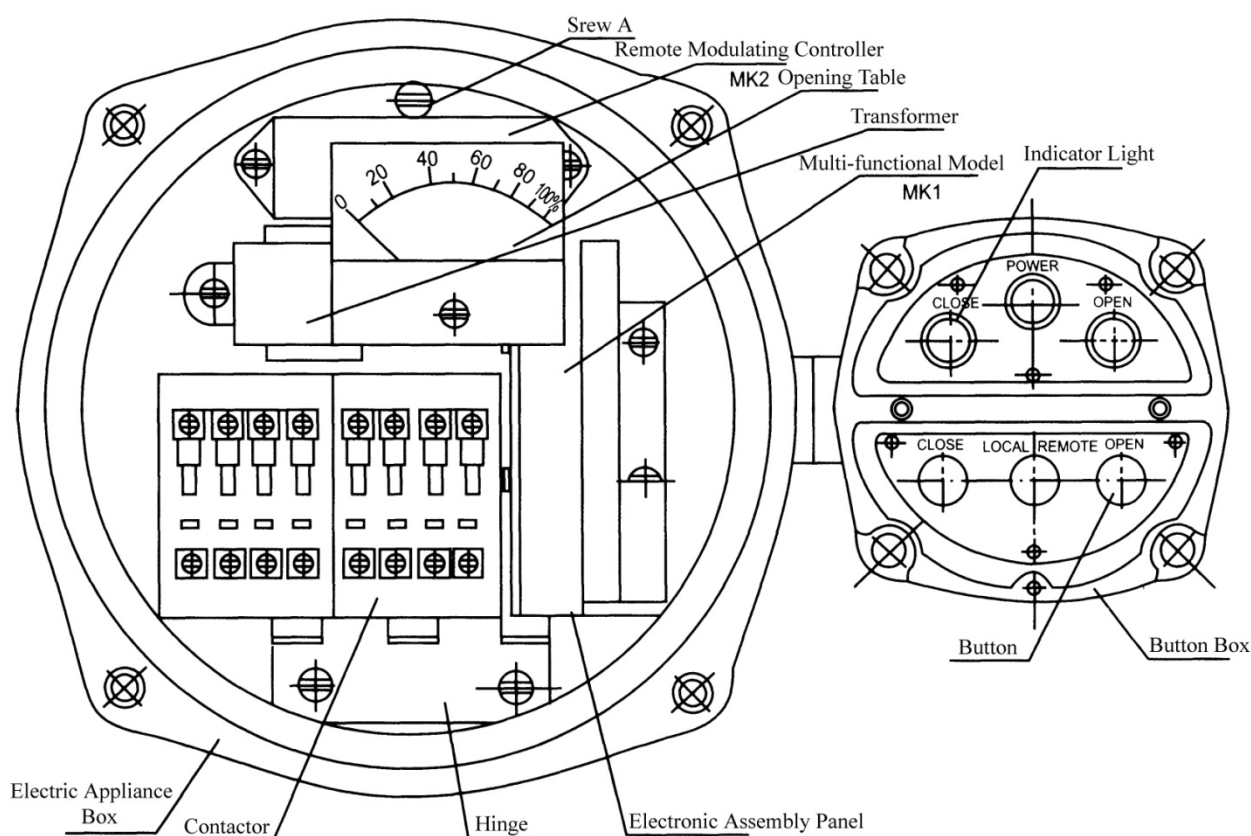 Srew A
Remote Modulating Controller
MK2 Opening Table
Transformer
Multi-functional Model
MK1
Indicator Light
0 20 40 60 80 100%
POWER
CLOSE OPEN
CLOSE LOCAL REMOTE OPEN
Button
Button Box
Electric Appliance
Box
Contactor
Hinge
Electronic Assembly Panel